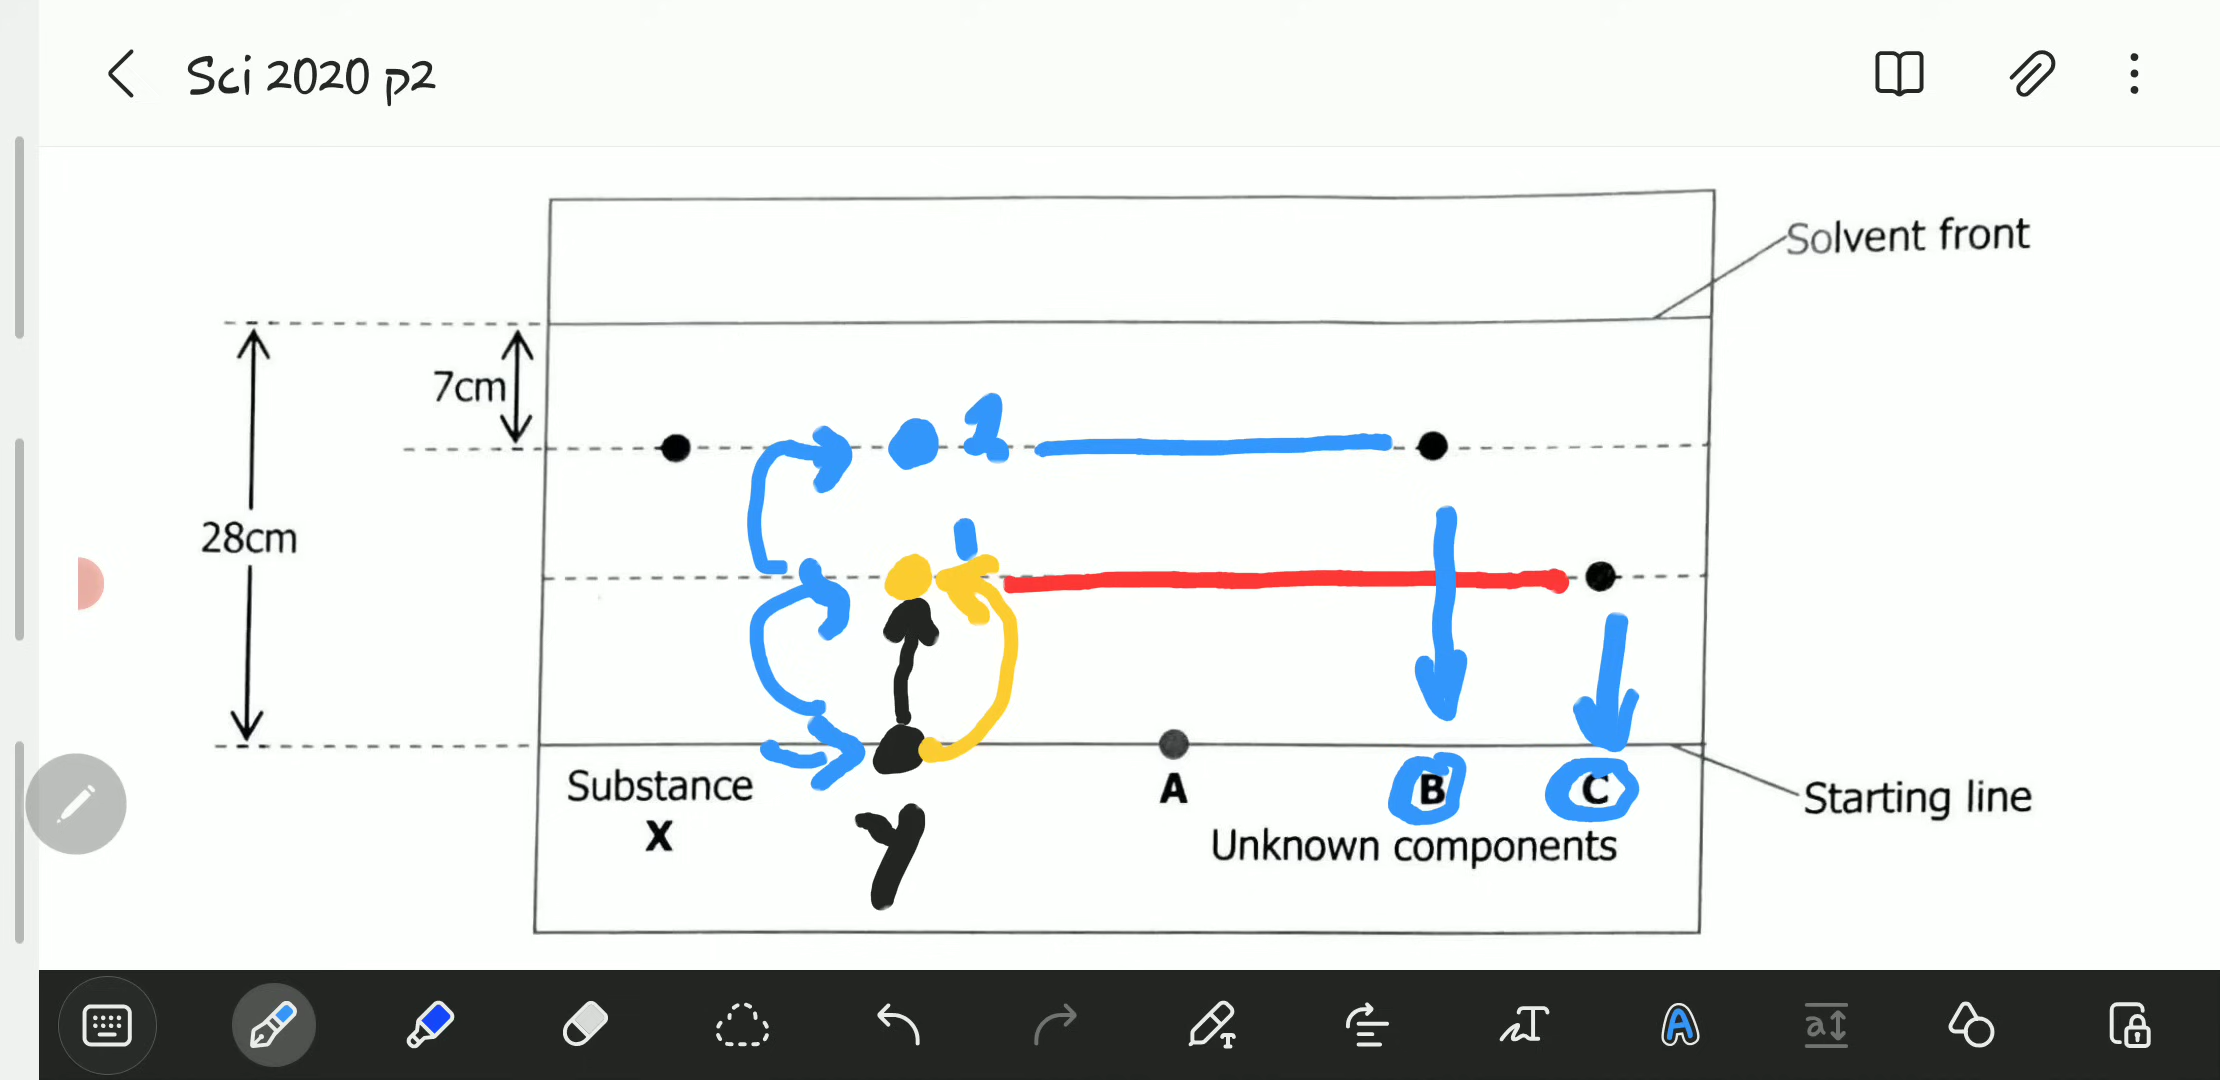 Sci 2020 p2
Solvent front
7cm
1
28cm
Substance
X
Y
A
B
C
Unknown components
Starting line
T
T
A
a